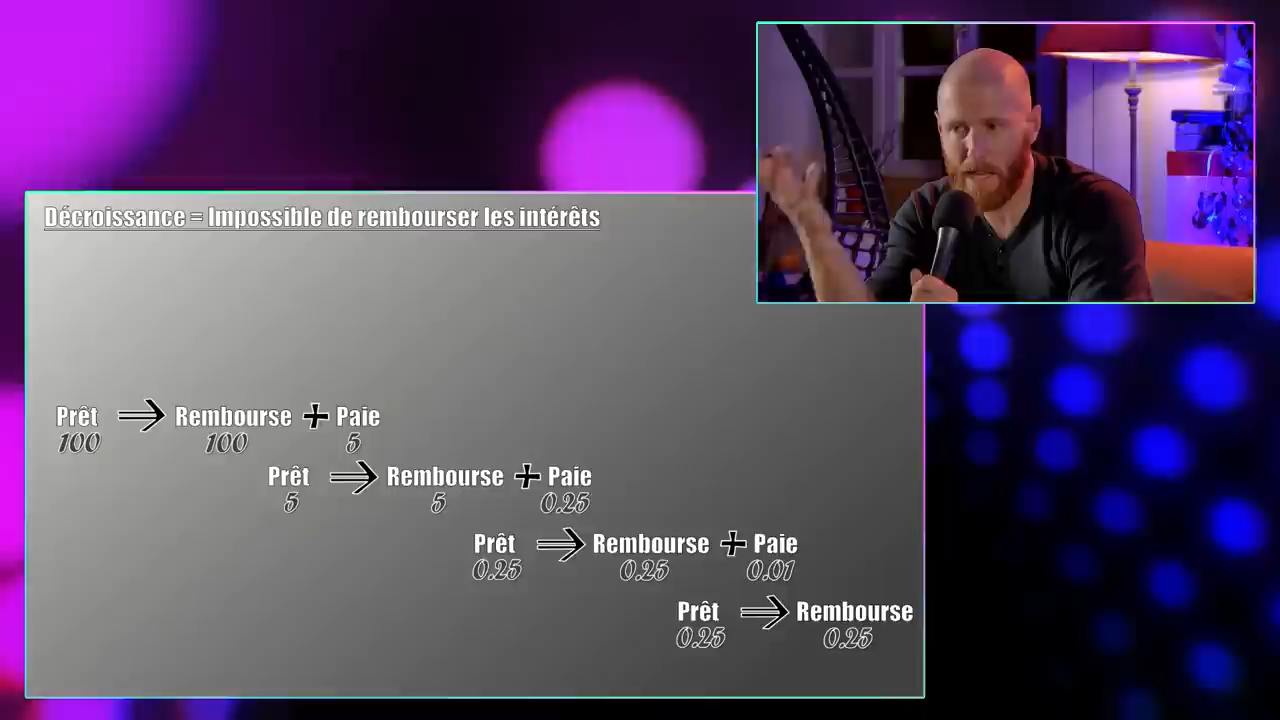 Décroissance = Impossible de rembourser les intérêts
Prêt ⇒ Rembourse + Paie
100 100 5
Prêt ⇒ Rembourse + Paie
5 5 0.25
Prêt ⇒ Rembourse + Paie
0.25 0.25 0.01
Prêt ⇒ Rembourse
0.25 0.25